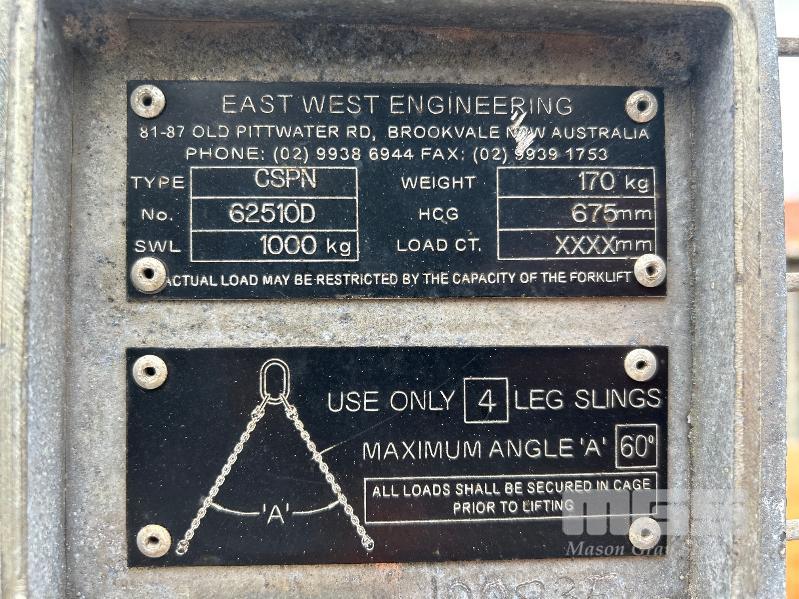 EAST WEST ENGINEERING
81-87 OLD PITTWATER RD, BROOKVALE NSW AUSTRALIA
PHONE: (02) 9938 6944 FAX: (02) 9939 1753
TYPE CSPN WEIGHT 170 kg
No. 62510D HCG 675mm
SWL 1000 kg LOAD CT. XXXXmm
ACTUAL LOAD MAY BE RESTRICTED BY THE CAPACITY OF THE FORKLIFT
USE ONLY 4 LEG SLINGS
MAXIMUM ANGLE 'A' 60º
ALL LOADS SHALL BE SECURED IN CAGE
PRIOR TO LIFTING
'A'
Mason